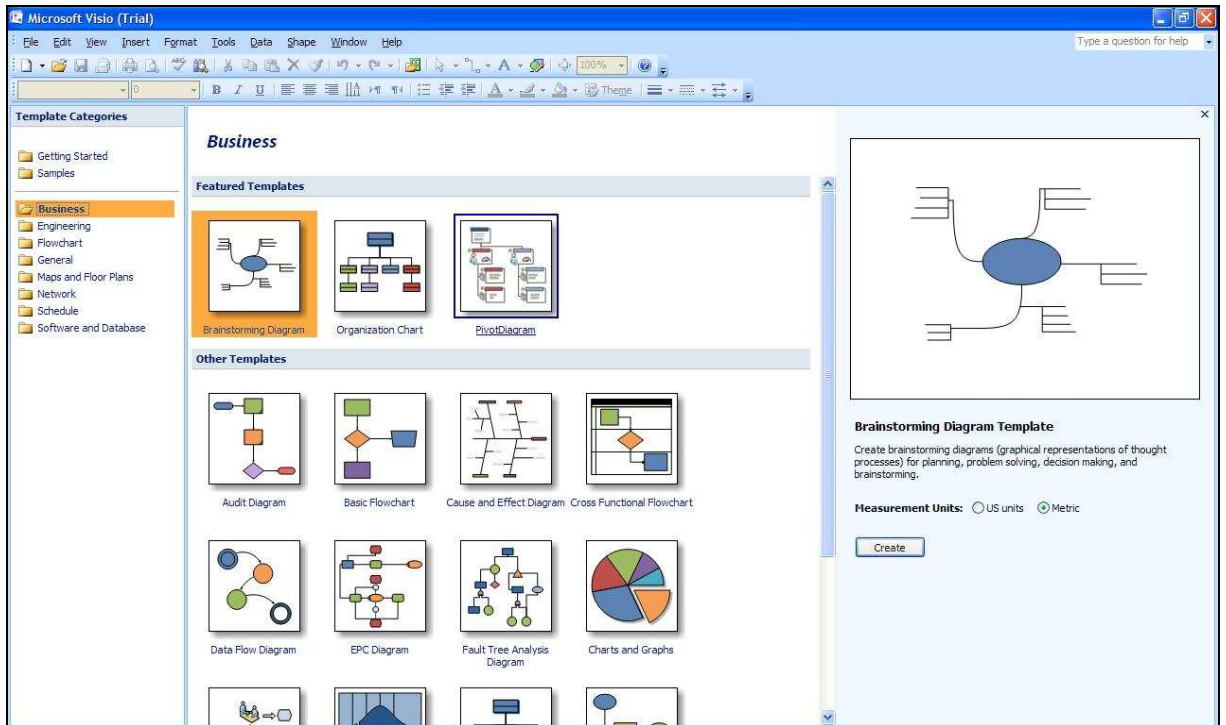 Microsoft Visio (Trial)
File Edit View Insert Format Tools Data Shape Window Help
Type a question for help
100%
0
B I U
A
Theme
Template Categories
Getting Started
Samples
Business
Engineering
Flowchart
General
Maps and Floor Plans
Network
Schedule
Software and Database
Business
Featured Templates
Brainstorming Diagram
Organization Chart
PivotDiagram
Other Templates
Audit Diagram
Basic Flowchart
Cause and Effect Diagram
Cross Functional Flowchart
Data Flow Diagram
EPC Diagram
Fault Tree Analysis
Diagram
Charts and Graphs
Brainstorming Diagram Template
Create brainstorming diagrams (graphical representations of thought
processes) for planning, problem solving, decision making, and
brainstorming.
Measurement Units: US units Metric
Create